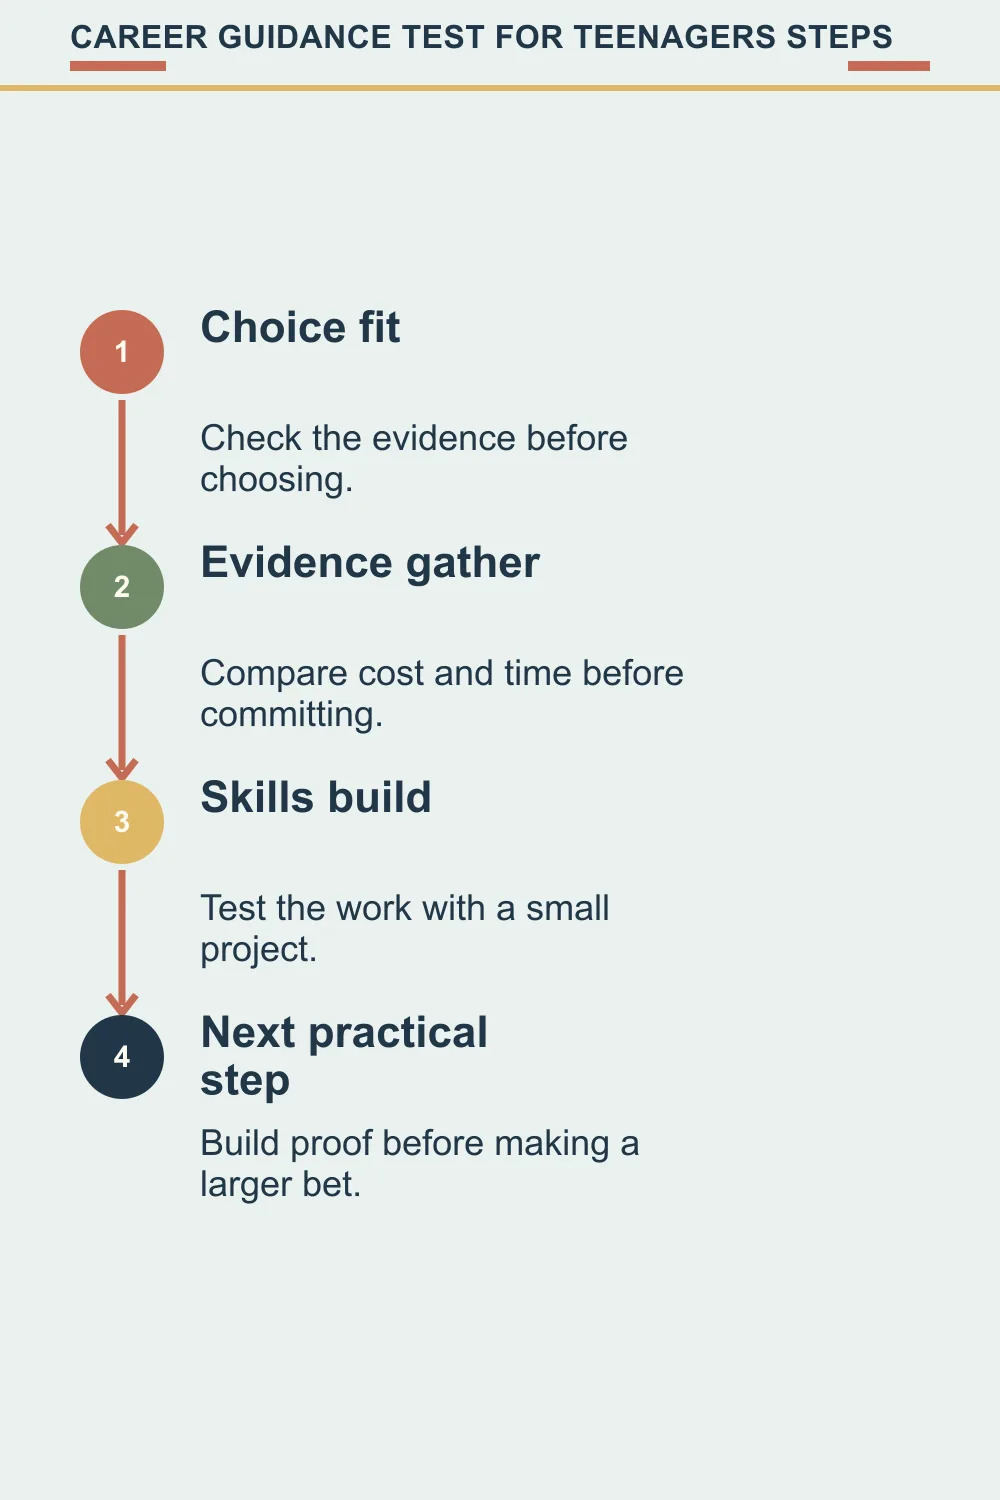 CAREER GUIDANCE TEST FOR TEENAGERS STEPS
1
Choice fit
Check the evidence before
choosing.
2
Evidence gather
Compare cost and time before
committing.
3
Skills build
Test the work with a small
project.
4
Next practical
step
Build proof before making a
larger bet.